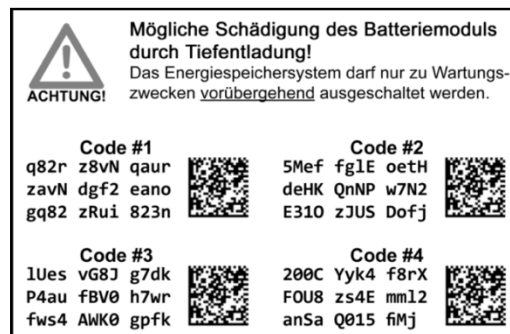 Mögliche Schädigung des Batteriemoduls
durch Tiefentladung!
Das Energiespeichersystem darf nur zu Wartungs-
zwecken vorübergehend ausgeschaltet werden.
ACHTUNG!
Code #1
q82r z8vN qaur
zavN dgf2 eano
gq82 zRui 823n
Code #2
5Mef fglE oetH
deHK QnNP w7N2
E31O zJUS Dofj
Code #3
lUes vG8J g7dk
P4au fBV0 h7wr
fws4 AWK0 gpfk
Code #4
200C Yyk4 f8rX
FOU8 zs4E mml2
anSa Q015 fiMj